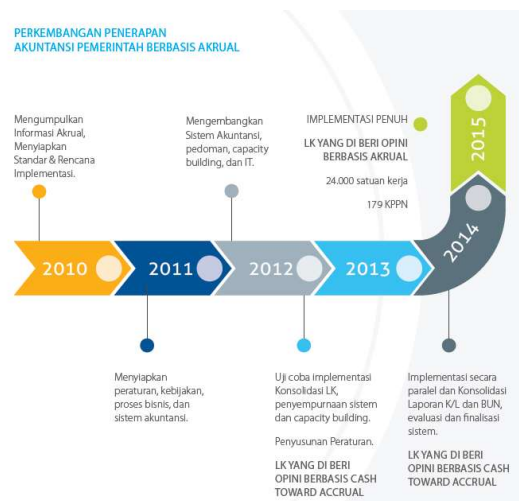 PERKEMBANGAN PENERAPAN
AKUNTANSI PEMERINTAH BERBASIS AKRUAL
Mengumpulkan
Informasi Akrual,
Menyiapkan
Standar & Rencana
Implementasi.
Mengembangkan
Sistem Akuntansi,
pedoman, capacity
building, dan IT.
IMPLEMENTASI PENUH
LK YANG DI BERI OPINI
BERBASIS AKRUAL
24.000 satuan kerja
179 KPPN
2015
2014
2010
2011
2012
2013
Menyiapkan
peraturan, kebijakan,
proses bisnis, dan
sistem akuntansi.
Uji coba implementasi
Konsolidasi LK,
penyempurnaan sistem
dan capacity building.
Penyusunan Peraturan.
LK YANG DI BERI
OPINI BERBASIS CASH
TOWARD ACCRUAL
Implementasi secara
paralel dan Konsolidasi
Laporan K/L dan BUN,
evaluasi dan finalisasi
sistem.
LK YANG DI BERI
OPINI BERBASIS CASH
TOWARD ACCRUAL